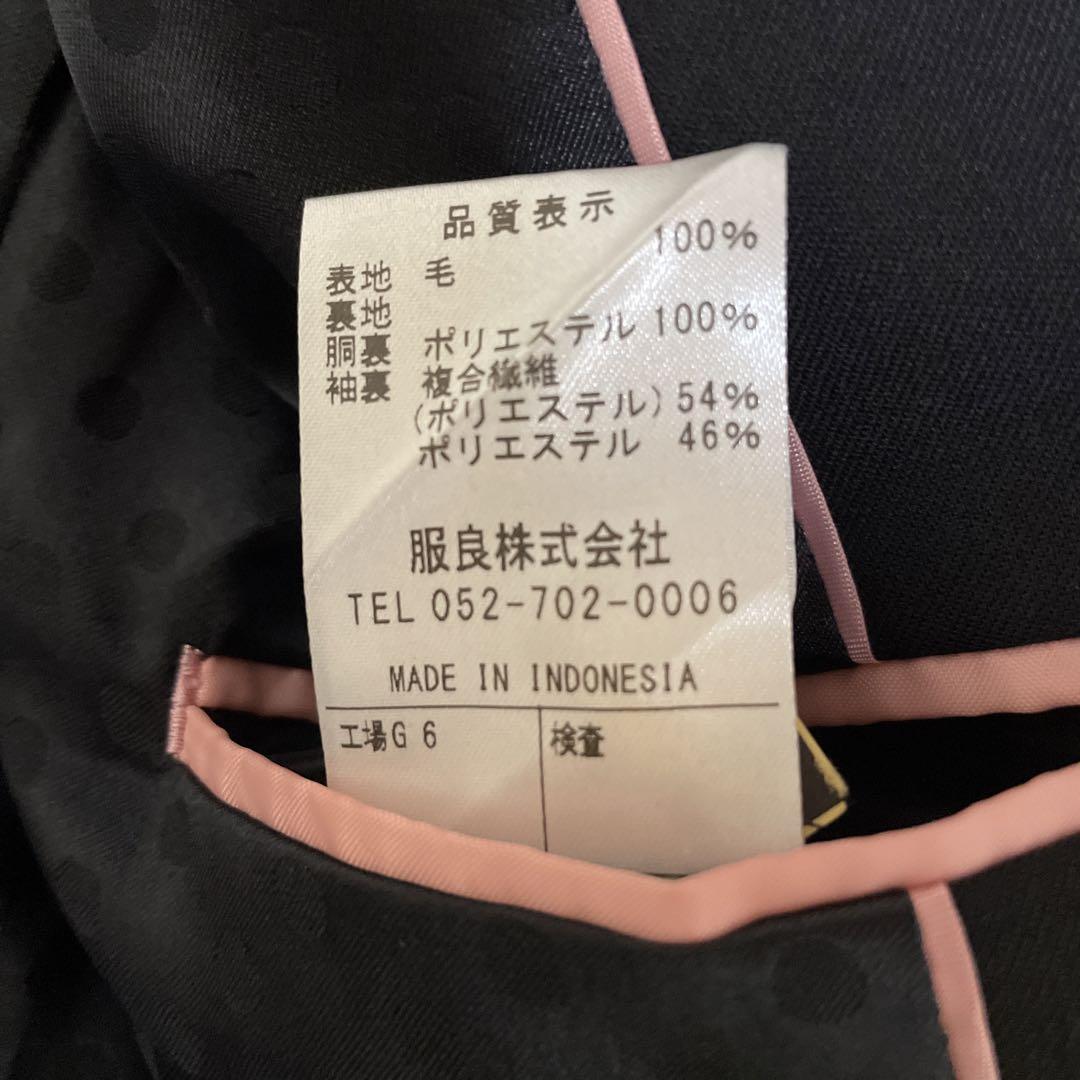 品質表示
表地 毛 100%
裏地
胴裏 ポリエステル 100%
袖裏 複合繊維
(ポリエステル) 54%
ポリエステル 46%
服良株式会社
TEL 052-702-0006
MADE IN INDONESIA
工場G 6 検査